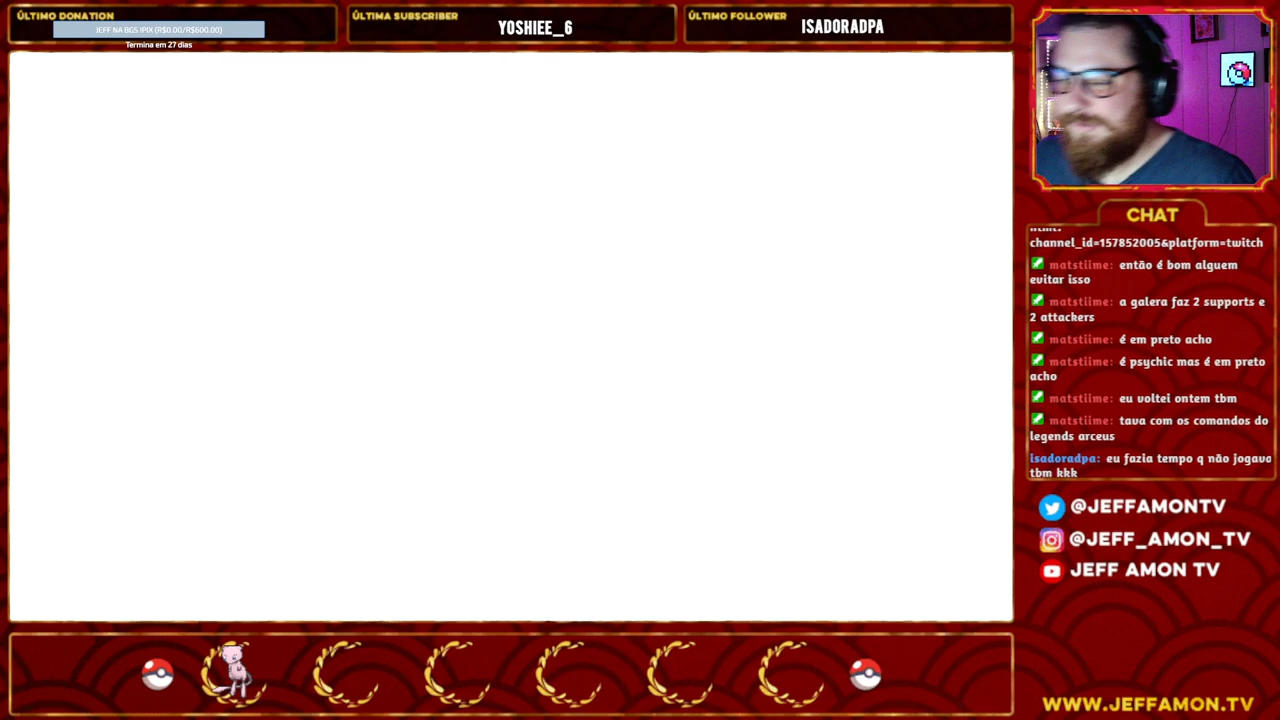 ÚLTIMO DONATION
JEFF NA BGS !PIX (R$0.00/R$600.00)
Termina em 27 dias
ÚLTIMA SUBSCRIBER
YOSHIEE_6
ÚLTIMO FOLLOWER
ISADORADPA
CHAT
channel_id=157852005&platform=twitch
matstiime: então é bom alguem
evitar isso
matstiime: a galera faz 2 supports e
2 attackers
matstiime: é em preto acho
matstiime: é psychic mas é em preto
acho
matstiime: eu voltei ontem tbm
matstiime: tava com os comandos do
legends arceus
isadoradpa: eu fazia tempo q não jogava
tbm kkk
@JEFFAMONTV
@JEFF_AMON_TV
JEFF AMON TV
WWW.JEFFAMON.TV